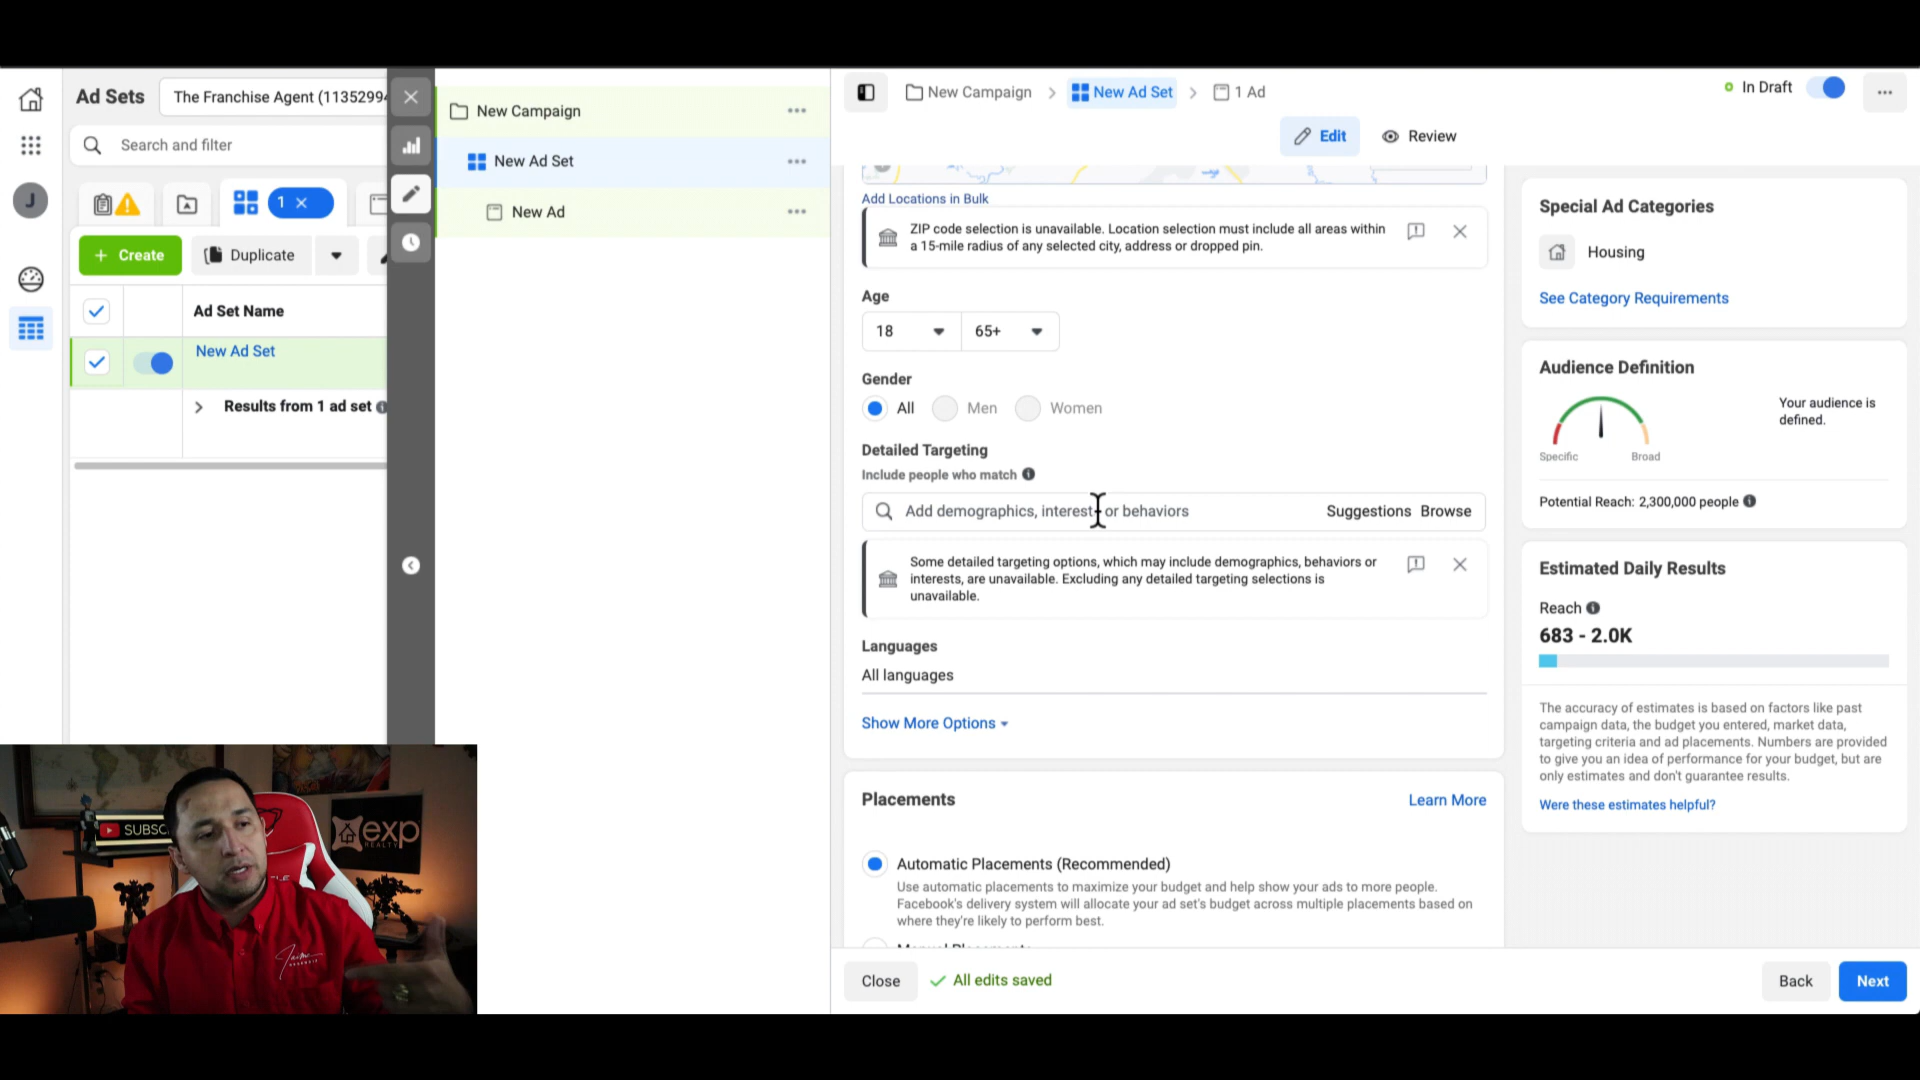 Ad Sets
The Franchise Agent (11352994
Search and filter
J
1
Create
Duplicate
Ad Set Name
New Ad Set
Results from 1 ad set
New Campaign
New Ad Set
New Ad
New Campaign
New Ad Set
1 Ad
In Draft
Edit
Review
Add Locations in Bulk
ZIP code selection is unavailable. Location selection must include all areas within
a 15-mile radius of any selected city, address or dropped pin.
Age
18
65+
Gender
All
Men
Women
Detailed Targeting
Include people who match
Add demographics, interest or behaviors
Suggestions
Browse
Some detailed targeting options, which may include demographics, behaviors or
interests, are unavailable. Excluding any detailed targeting selections is
unavailable.
Languages
All languages
Show More Options
Placements
Learn More
Automatic Placements (Recommended)
Use automatic placements to maximize your budget and help show your ads to more people.
Facebook's delivery system will allocate your ad set's budget across multiple placements based on
where they're likely to perform best.
Close
All edits saved
Back
Next
Special Ad Categories
Housing
See Category Requirements
Audience Definition
Your audience is
defined.
Specific
Broad
Potential Reach: 2,300,000 people
Estimated Daily Results
Reach
683 - 2.0K
The accuracy of estimates is based on factors like past
campaign data, the budget you entered, market data,
targeting criteria and ad placements. Numbers are provided
to give you an idea of performance for your budget, but are
only estimates and don't guarantee results.
Were these estimates helpful?
SUBSC
exp
REALTY